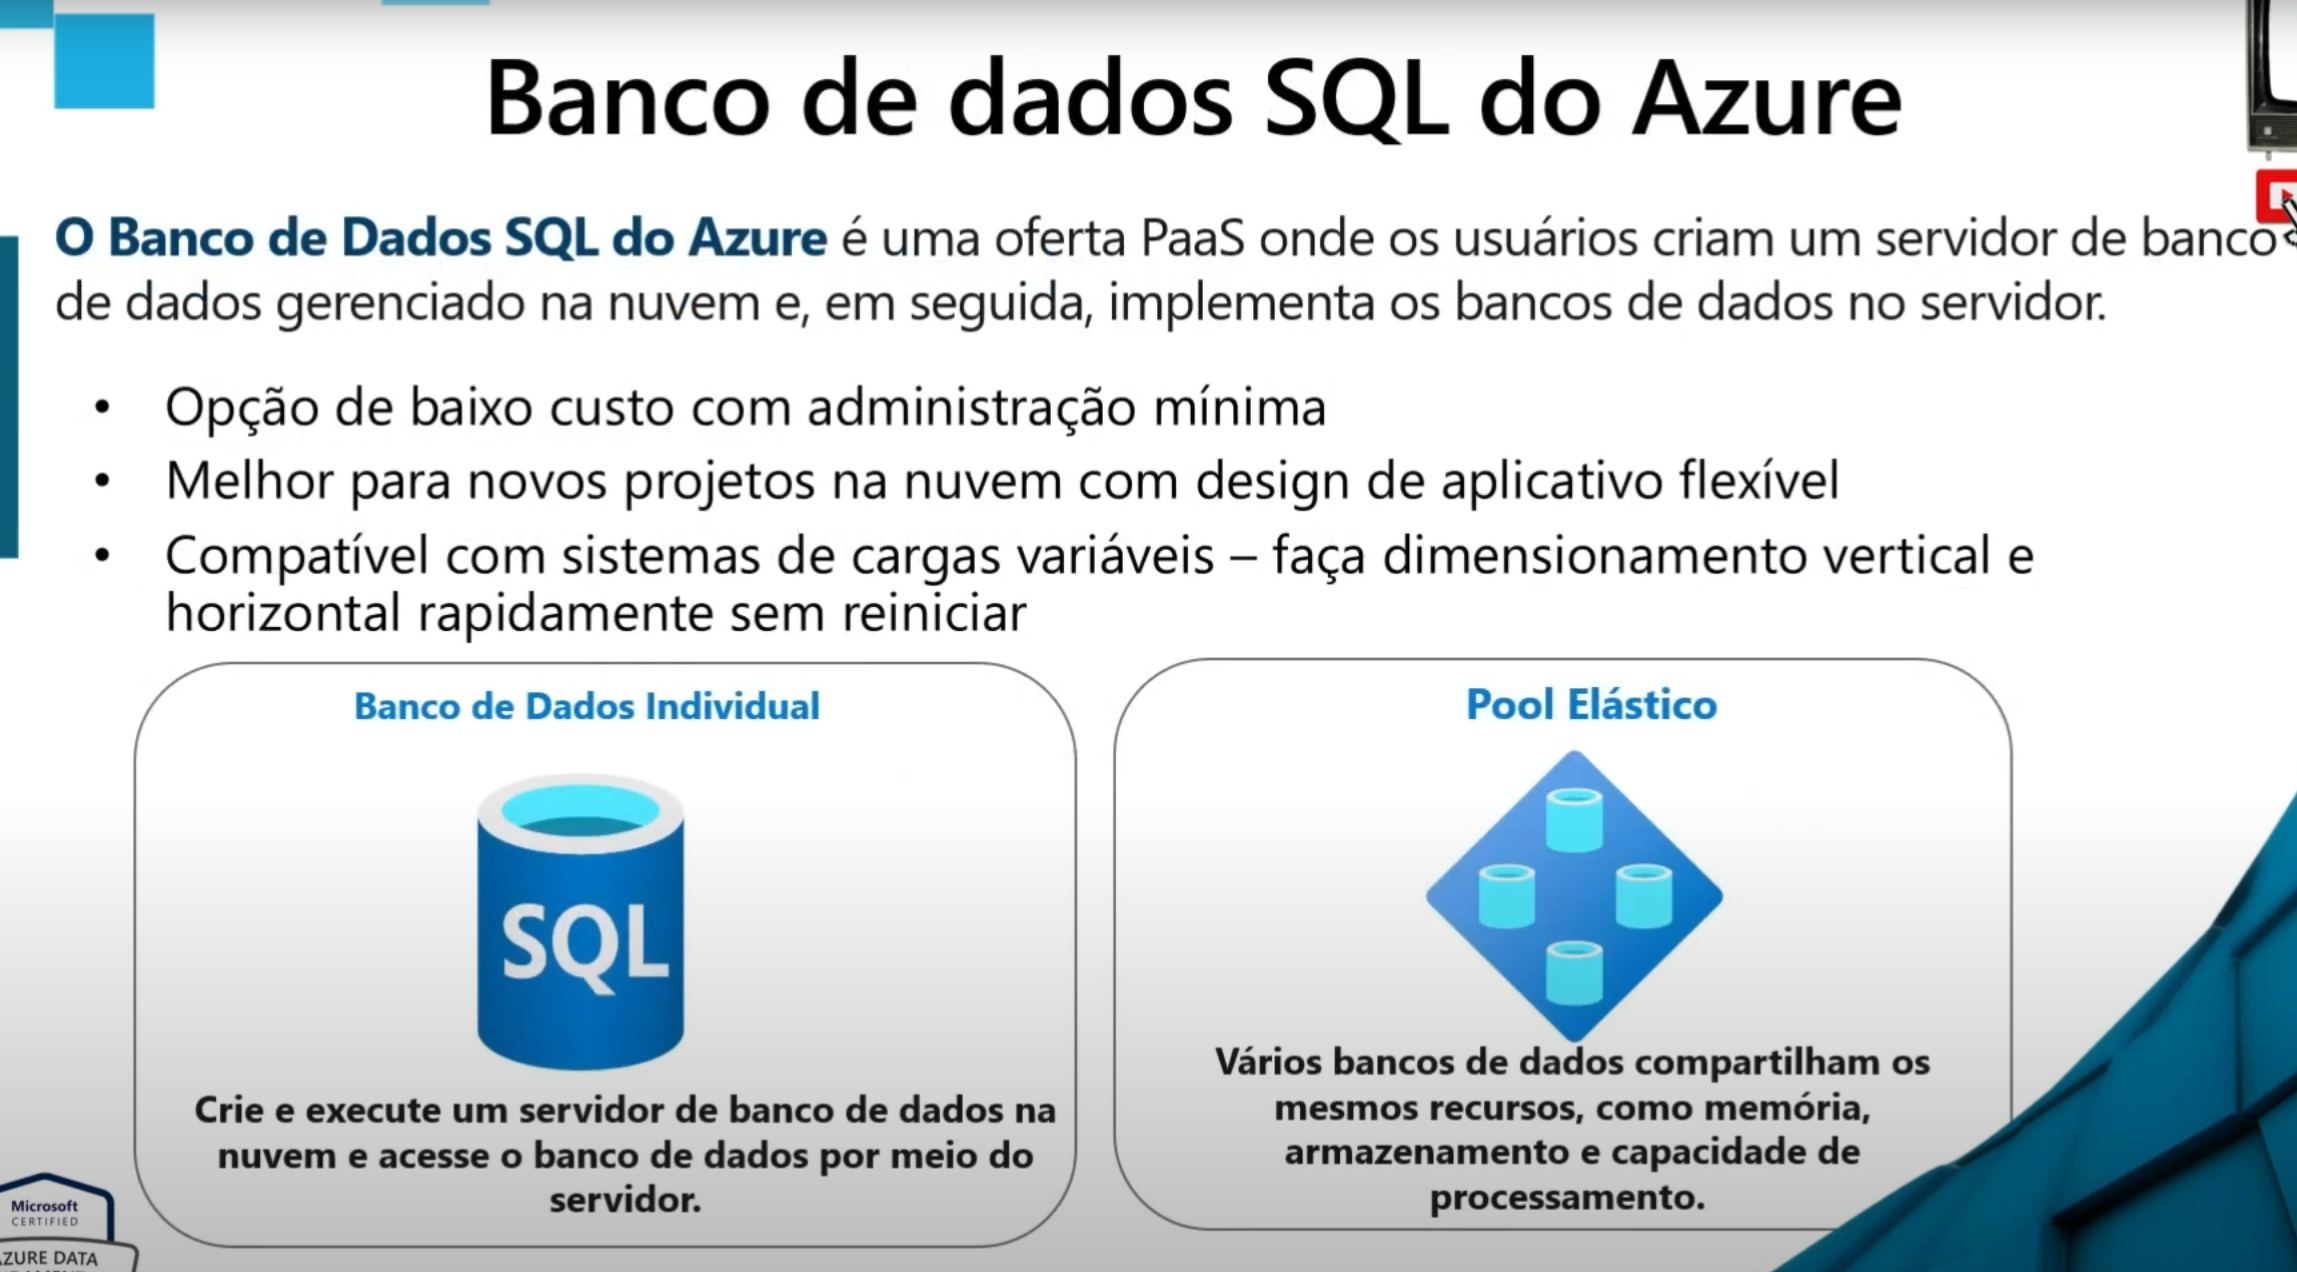 Banco de dados SQL do Azure
O Banco de Dados SQL do Azure é uma oferta PaaS onde os usuários criam um servidor de banco
de dados gerenciado na nuvem e, em seguida, implementa os bancos de dados no servidor.
• Opção de baixo custo com administração mínima
• Melhor para novos projetos na nuvem com design de aplicativo flexível
• Compatível com sistemas de cargas variáveis – faça dimensionamento vertical e
horizontal rapidamente sem reiniciar
Banco de Dados Individual
SQL
Crie e execute um servidor de banco de dados na
nuvem e acesse o banco de dados por meio do
servidor.
Pool Elástico
Vários bancos de dados compartilham os
mesmos recursos, como memória,
armazenamento e capacidade de
processamento.
Microsoft
CERTIFIED
AZURE DATA